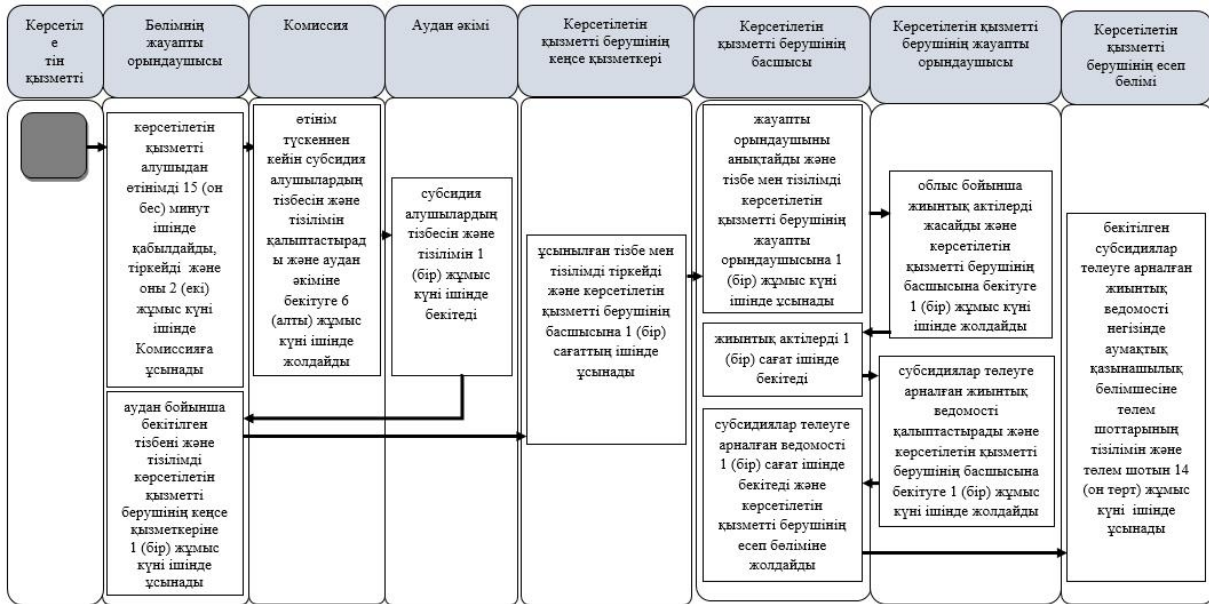 Көрсетіл
е
тін
қызметті
Бөлімнің
жауапты
орындаушысы
Комиссия
Аудан әкімі
Көрсетілетін
қызметті берушінің
кеңсе қызметкері
Көрсетілетін
қызметті берушінің
басшысы
Көрсетілетін қызметті
берушінің жауапты
орындаушысы
Көрсетілетін
қызметті
берушінің есеп
бөлімі
көрсетілетін
қызметті
алушыдан
өтінімді 15 (он
бес) минут
ішінде
қабылдайды,
тіркейді және
оны 2 (екі)
жұмыс күні
ішінде
Комиссияға
ұсынады
өтінім
түскеннен
кейін субсидия
алушылардың
тізбесін және
тізілімін
қалыптастырад
ы және аудан
әкіміне
бекітуге 6
(алты) жұмыс
күні ішінде
жолдайды
субсидия
алушылардың
тізбесін және
тізілімін 1
(бір) жұмыс
күні ішінде
бекітеді
аудан бойынша
бекітілген
тізбені және
тізілімді
көрсетілетін
қызметті
берушінің кеңсе
қызметкеріне
1 (бір) жұмыс
күні ішінде
ұсынады
ұсынылған тізбе мен
тізілімді тіркейді
және көрсетілетін
қызметті берушінің
басшысына 1 (бір)
сағаттың ішінде
ұсынады
жауапты
орындаушыны
анықтайды және
тізбе мен тізілімді
көрсетілетін
қызметті берушінің
жауапты
орындаушысына 1
(бір) жұмыс күні
ішінде ұсынады
облыс бойынша
жиынтық актілерді
жасайды және
көрсетілетін
қызметті берушінің
басшысына бекітуге
1 (бір) жұмыс күні
ішінде жолдайды
жиынтық актілерді 1
(бір) сағат ішінде
бекітеді
субсидиялар төлеуге
арналған жиынтық
ведомості
қалыптастырады және
көрсетілетін қызметті
берушінің басшысына
бекітуге 1 (бір) жұмыс
күні ішінде жолдайды
субсидиялар төлеуге
арналған ведомості
1 (бір) сағат ішінде
бекітеді және
көрсетілетін
қызметті берушінің
есеп бөліміне
жолдайды
бекітілген
субсидиялар
төлеуге арналған
жиынтық
ведомості
негізінде
аумақтық
қазынашылық
бөлімшесіне
төлем
шоттарының
тізілімін және
төлем шотын 14
(он төрт) жұмыс
күні ішінде
ұсынады